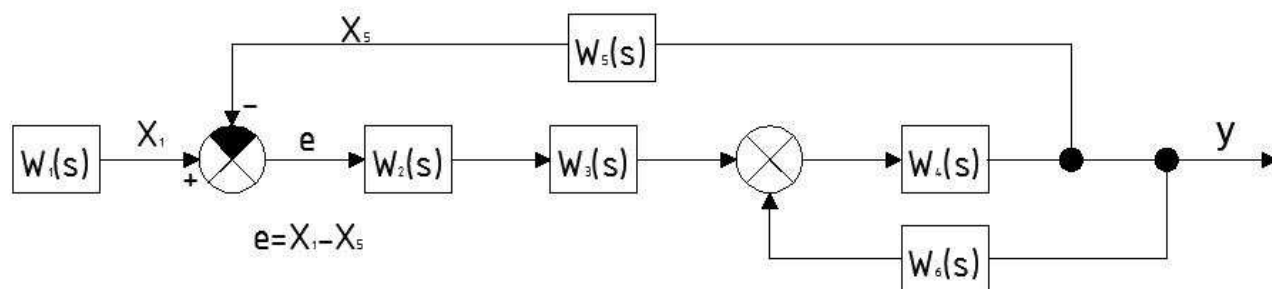 X₅
W₅(s)
−
W₁(s) X₁ + e W₂(s) W₃(s) W₄(s) y
e=X₁−X₅
W₆(s)